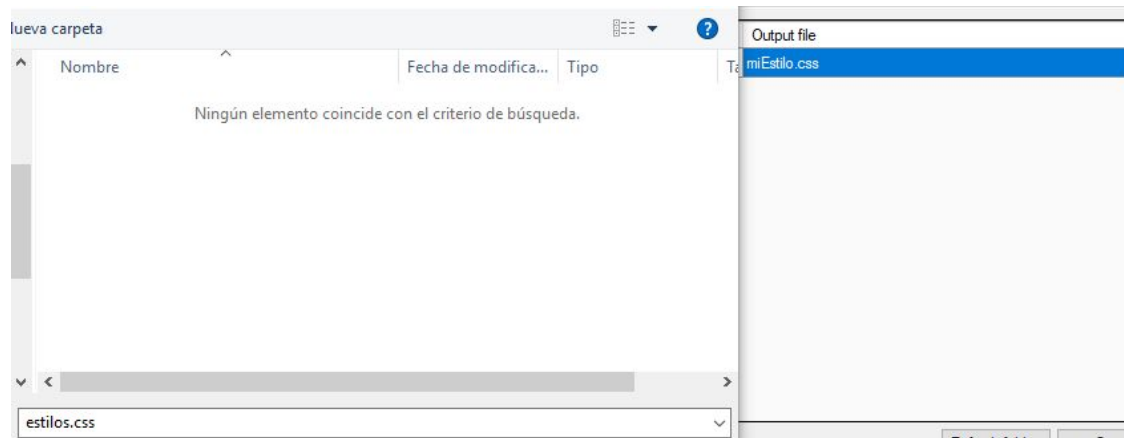 ueva carpeta
Output file
Nombre
Fecha de modifica...
Tipo
miEstilo.css
Ningún elemento coincide con el criterio de búsqueda.
estilos.css